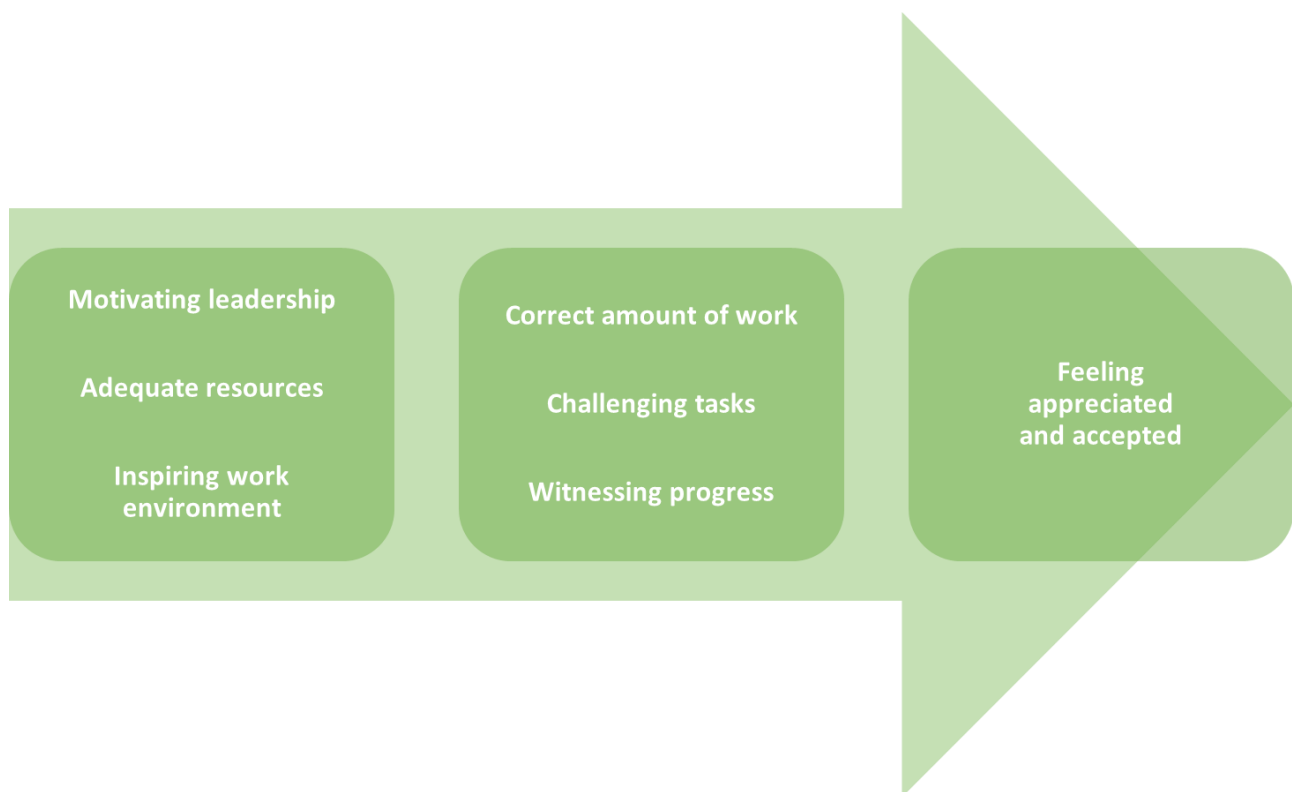 Motivating leadership
Adequate resources
Inspiring work
environment
Correct amount of work
Challenging tasks
Witnessing progress
Feeling
appreciated
and accepted